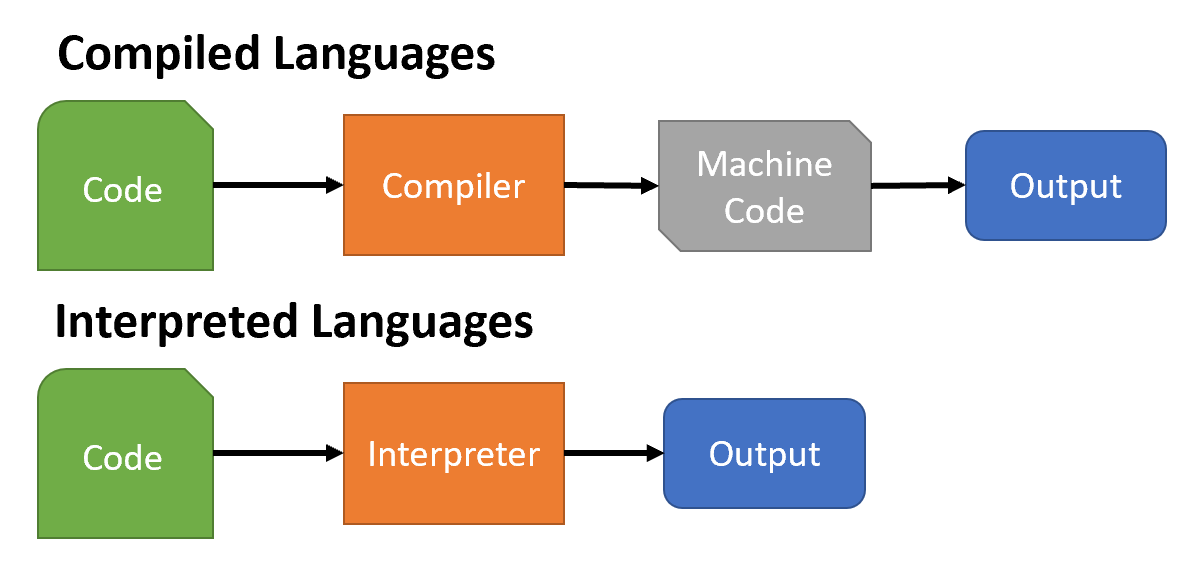 Compiled Languages
Code
Compiler
Machine
Code
Output
Interpreted Languages
Code
Interpreter
Output